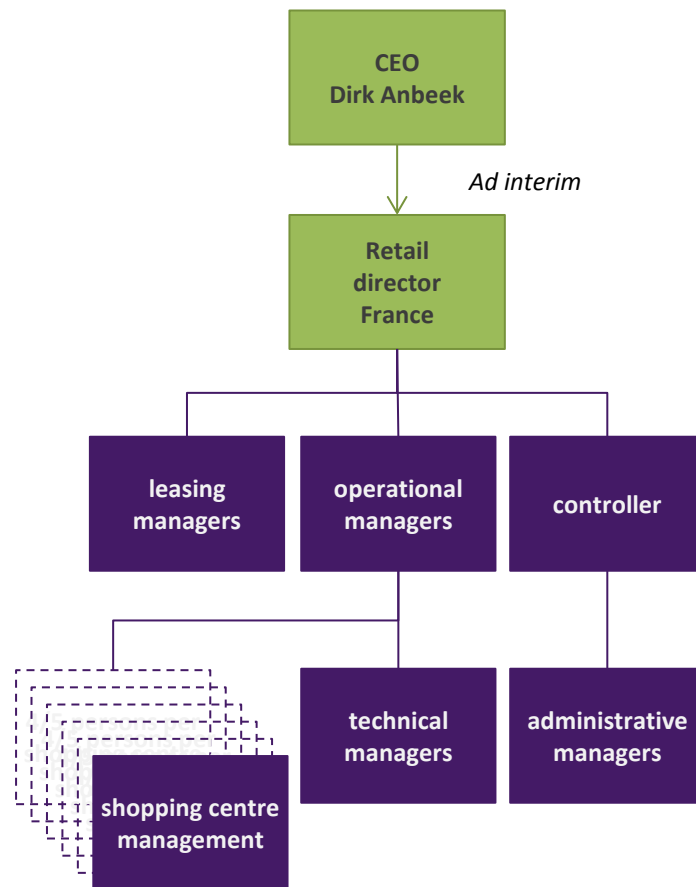 CEO
Dirk Anbeek
Ad interim
Retail
director
France
leasing
managers
operational
managers
controller
technical
managers
administrative
managers
shopping centre
management